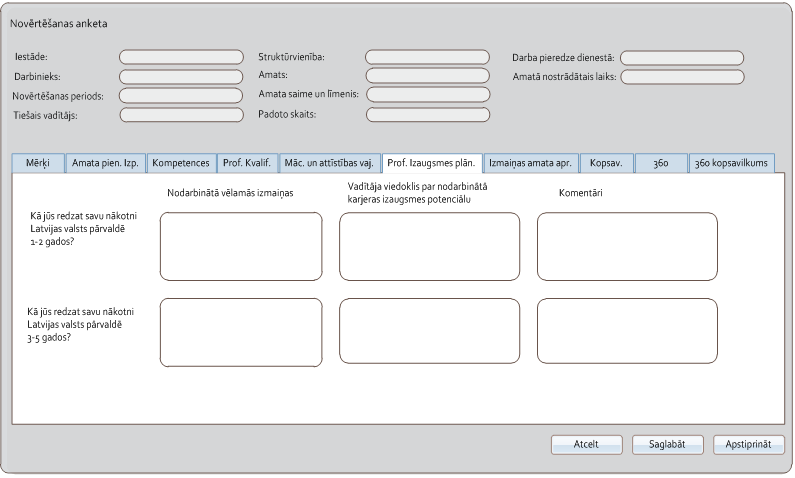 Novērtēšanas anketa
Iestāde:
Struktūrvienība:
Darba pieredze dienestā:
Darbinieks:
Amats:
Amatā nostrādātais laiks:
Novērtēšanas periods:
Amata saime un līmenis:
Tiešais vadītājs:
Padoto skaits:
Mērķi
Amata pien. Izp.
Kompetences
Prof. Kvalif.
Māc. un attīstības vaj.
Prof. Izaugsmes plān.
Izmaiņas amata apr.
Kopsav.
360
360 kopsavilkums
Nodarbinātā vēlamās izmaiņas
Vadītāja viedoklis par nodarbinātā
karjeras izaugsmes potenciālu
Komentāri
Kā jūs redzat savu nākotni
Latvijas valsts pārvaldē
1-2 gados?
Kā jūs redzat savu nākotni
Latvijas valsts pārvaldē
3-5 gados?
Atcelt
Saglabāt
Apstiprināt